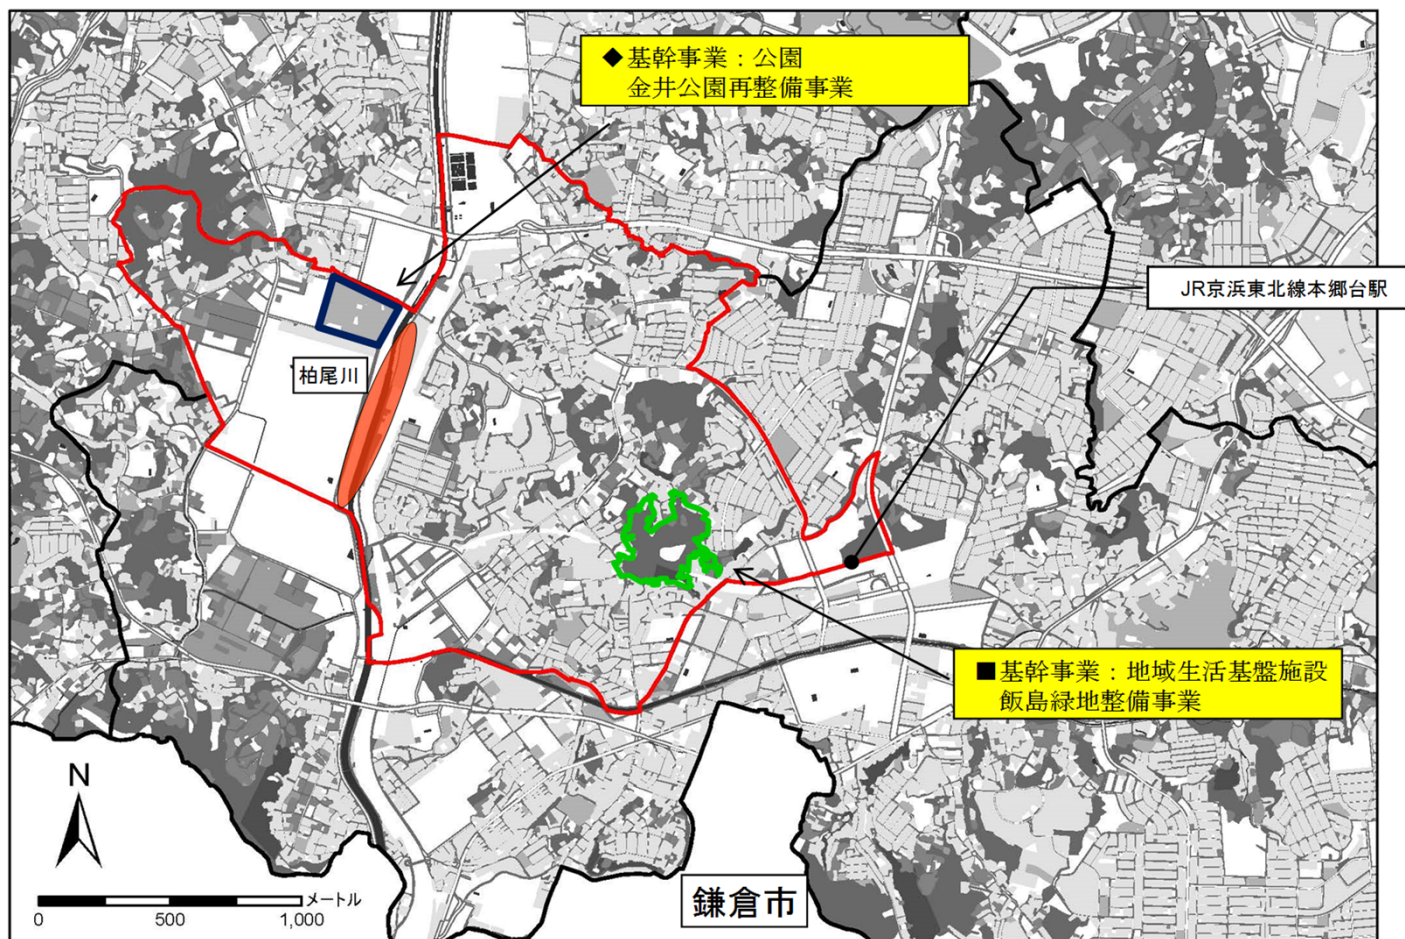 ◆基幹事業：公園
金井公園再整備事業
JR京浜東北線本郷台駅
柏尾川
■基幹事業：地域生活基盤施設
飯島緑地整備事業
N
メートル
0 500 1,000
鎌倉市